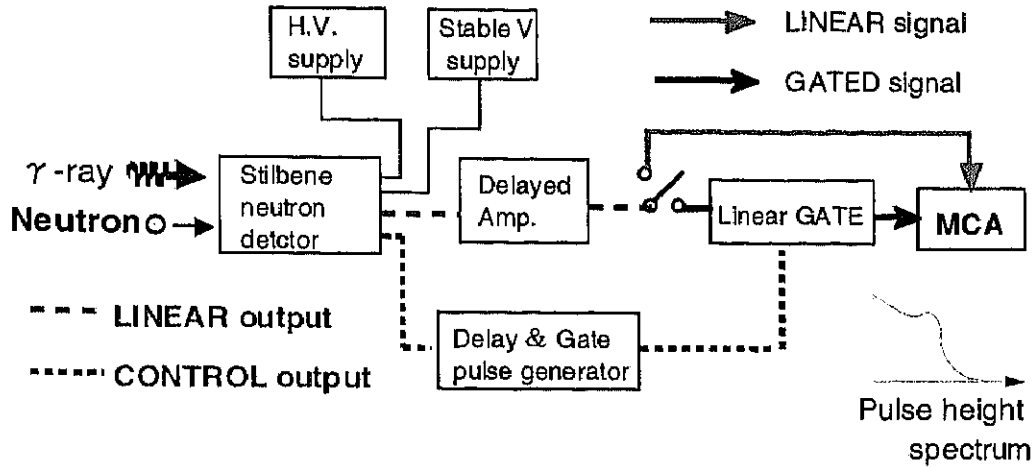 H.V.
supply
Stable V
supply
LINEAR signal
GATED signal
γ-ray
Neutron
Stilbene
neutron
detctor
Delayed
Amp.
Linear GATE
MCA
LINEAR output
CONTROL output
Delay & Gate
pulse generator
Pulse height
spectrum